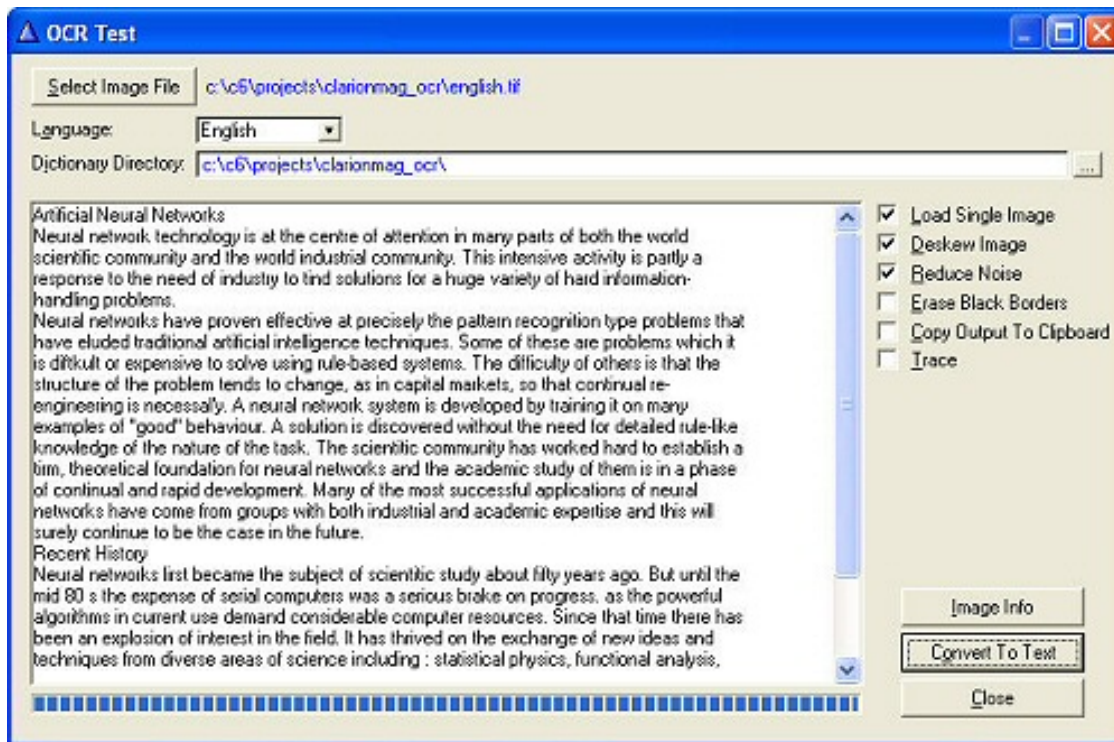 OCR Test
Select Image File c:\c6\projects\clarionmag_ocr\english.tif
Language: English
Dictionary Directory: c:\c6\projects\clarionmag_ocr\ ...
Artificial Neural Networks
Neural network technology is at the centre of attention in many parts of both the world
scientific community and the world industrial community. This intensive activity is partly a
response to the need of industry to tind solutions for a huge variety of hard information-
handling problems.
Neural networks have proven effective at precisely the pattern recognition type problems that
have eluded traditional artificial intelligence techniques. Some of these are problems which it
is diftkult or expensive to solve using rule-based systems. The difficulty of others is that the
structure of the problem tends to change, as in capital markets, so that continual re-
engineering is necessal'y. A neural network system is developed by training it on many
examples of "good" behaviour. A solution is discovered without the need for detailed rule-like
knowledge of the nature of the task. The scientitic community has worked hard to establish a
tirm, theoretical foundation for neural networks and the academic study of them is in a phase
of continual and rapid development. Many of the most successful applications of neural
networks have come from groups with both industrial and academic expertise and this will
surely continue to be the case in the future.
Recent History
Neural networks lirst became the subject of scientitic study about lifty years ago. But until the
mid 80 s the expense of serial computers was a serious brake on progress. as the powerful
algorithms in current use demand considerable computer resources. Since that time there has
been an explosion of interest in the field. It has thrived on the exchange of new ideas and
techniques from diverse areas of science including : statistical physics, functional analysis,
Load Single Image
Deskew Image
Reduce Noise
Erase Black Borders
Copy Output To Clipboard
Trace
Image Info
Convert To Text
Close